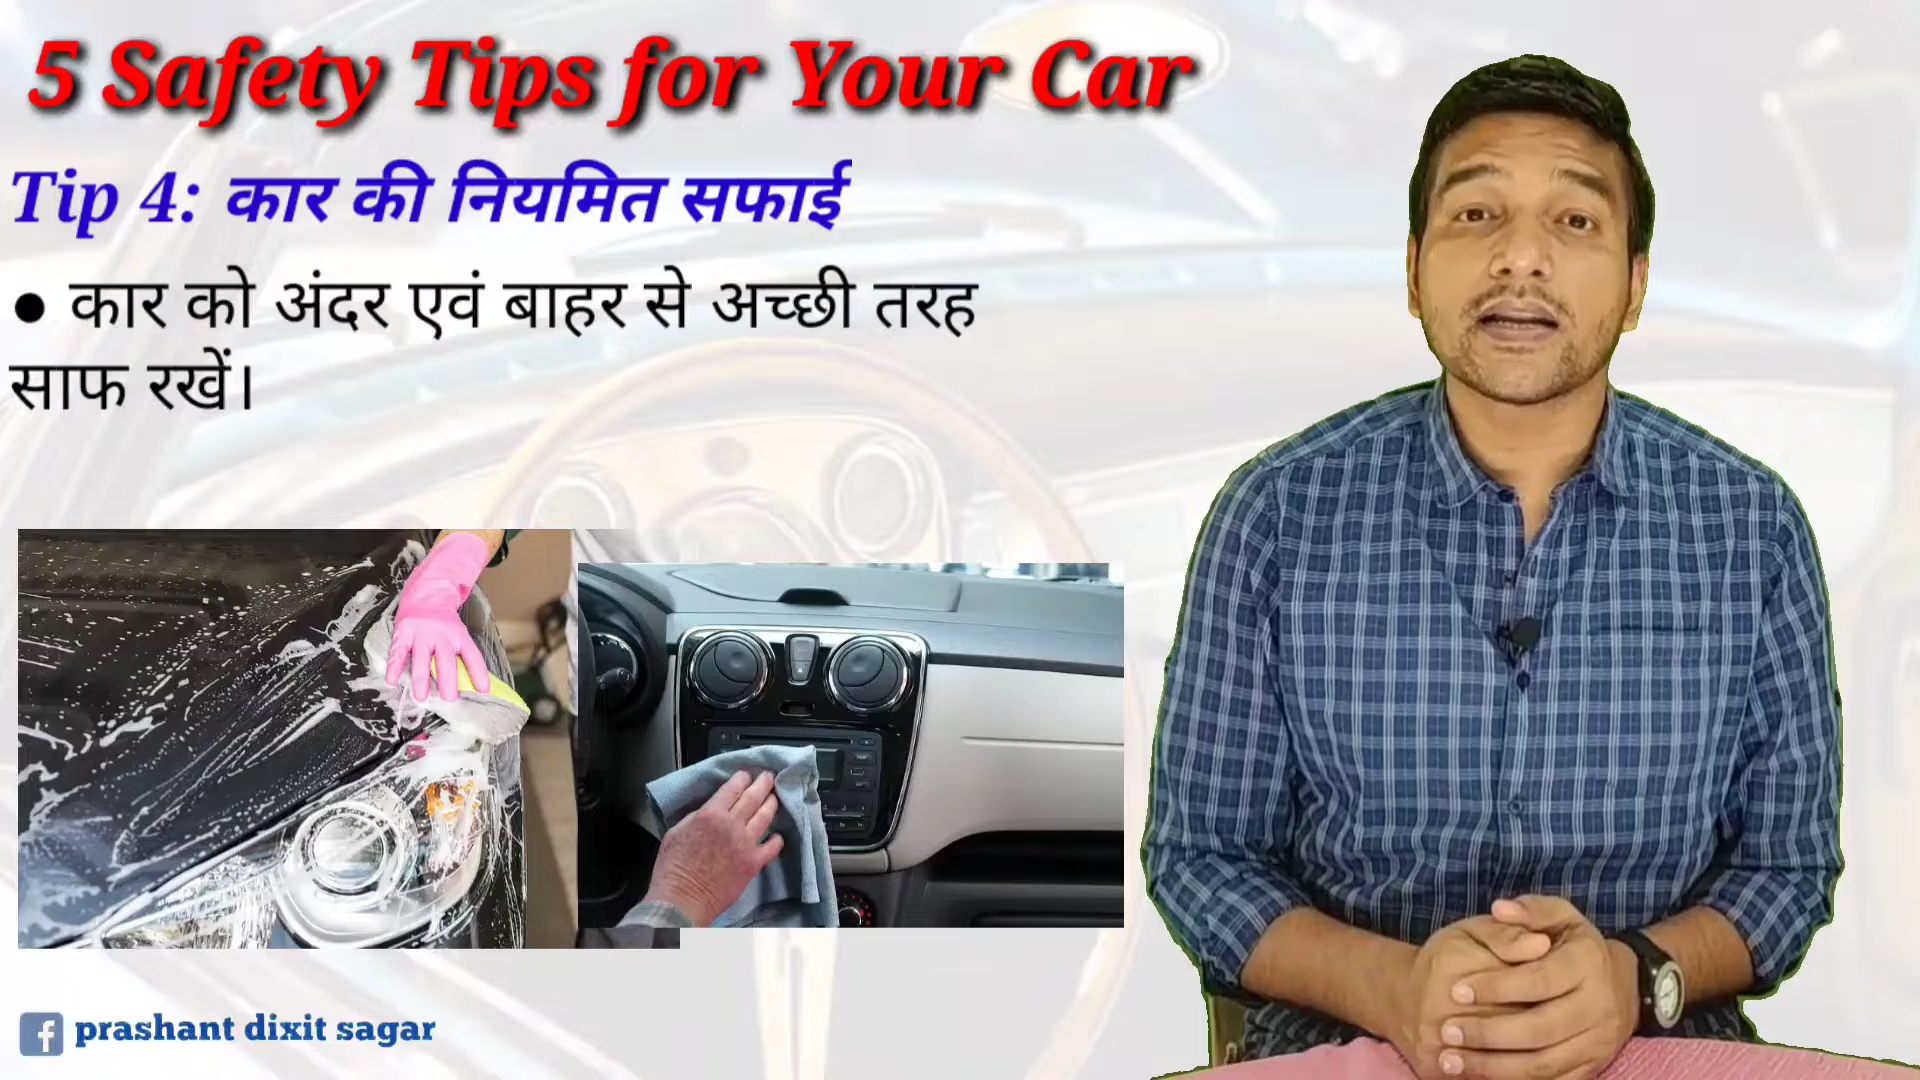 5 Safety Tips for Your Car
Tip 4: कार की नियमित सफाई
● कार को अंदर एवं बाहर से अच्छी तरह
साफ रखें।
f prashant dixit sagar